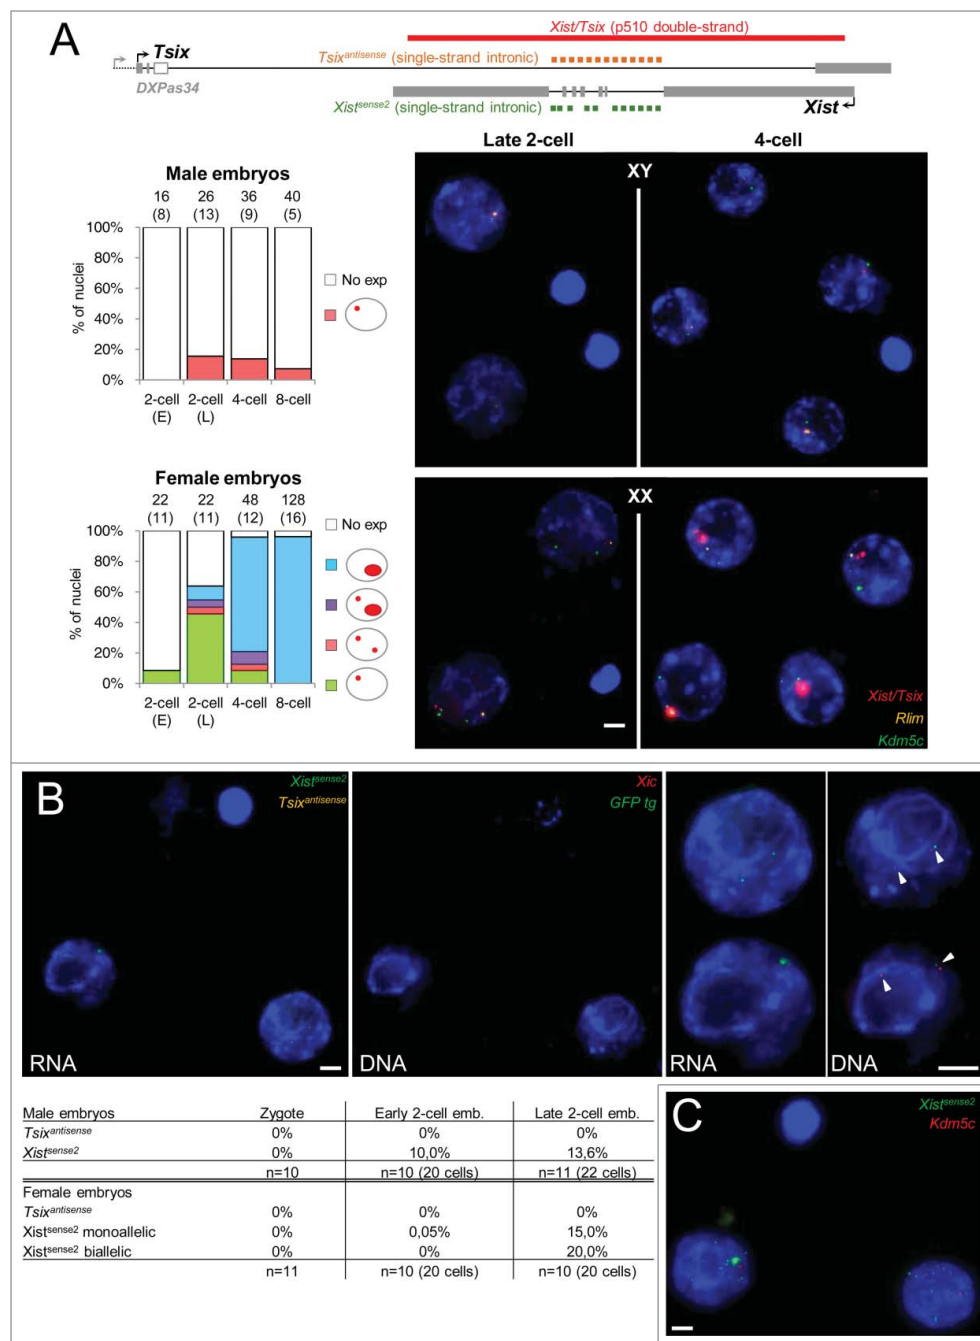 A
Xist/Tsix (p510 double-strand)
Tsix
Tsix^antisense (single-strand intronic)
DXPas34
Xist^sense2 (single-strand intronic)
Xist
Male embryos
16 26 36 40
(8) (13) (9) (5)
100%
80%
60%
40%
20%
0%
% of nuclei
2-cell 2-cell 4-cell 8-cell
(E) (L)
No exp
Female embryos
22 22 48 128
(11) (11) (12) (16)
100%
80%
60%
40%
20%
0%
% of nuclei
2-cell 2-cell 4-cell 8-cell
(E) (L)
No exp
Late 2-cell 4-cell
XY
XX
Xist/Tsix
Rlim
Kdm5c
B
Xist^sense2
Tsix^antisense
RNA
Xic
GFP tg
DNA
RNA
DNA
Male embryos Zygote Early 2-cell emb. Late 2-cell emb.
Tsix^antisense 0% 0% 0%
Xist^sense2 0% 10,0% 13,6%
n=10 n=10 (20 cells) n=11 (22 cells)
Female embryos
Tsix^antisense 0% 0% 0%
Xist^sense2 monoallelic 0% 0,05% 15,0%
Xist^sense2 biallelic 0% 0% 20,0%
n=11 n=10 (20 cells) n=10 (20 cells)
C
Xist^sense2
Kdm5c